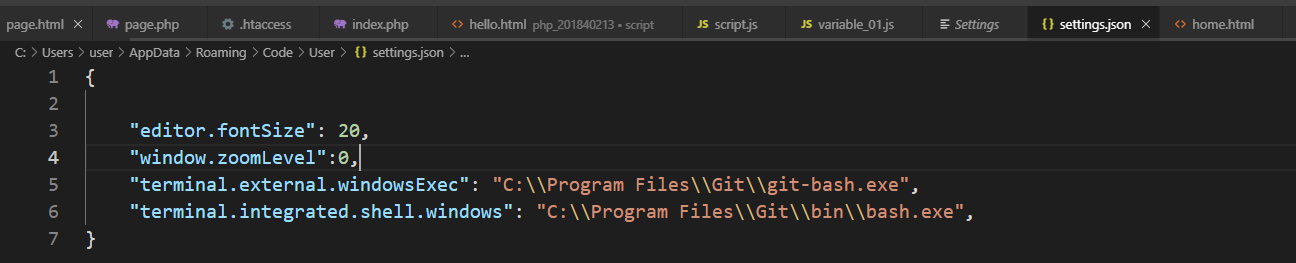 page.html × page.php .htaccess index.php hello.html php_201840213 • script script.js variable_01.js Settings {} settings.json × home.html
C: > Users > user > AppData > Roaming > Code > User > {} settings.json > ...
1 {
2
3 "editor.fontSize": 20,
4 "window.zoomLevel":0,
5 "terminal.external.windowsExec": "C:\\Program Files\\Git\\git-bash.exe",
6 "terminal.integrated.shell.windows": "C:\\Program Files\\Git\\bin\\bash.exe",
7 }